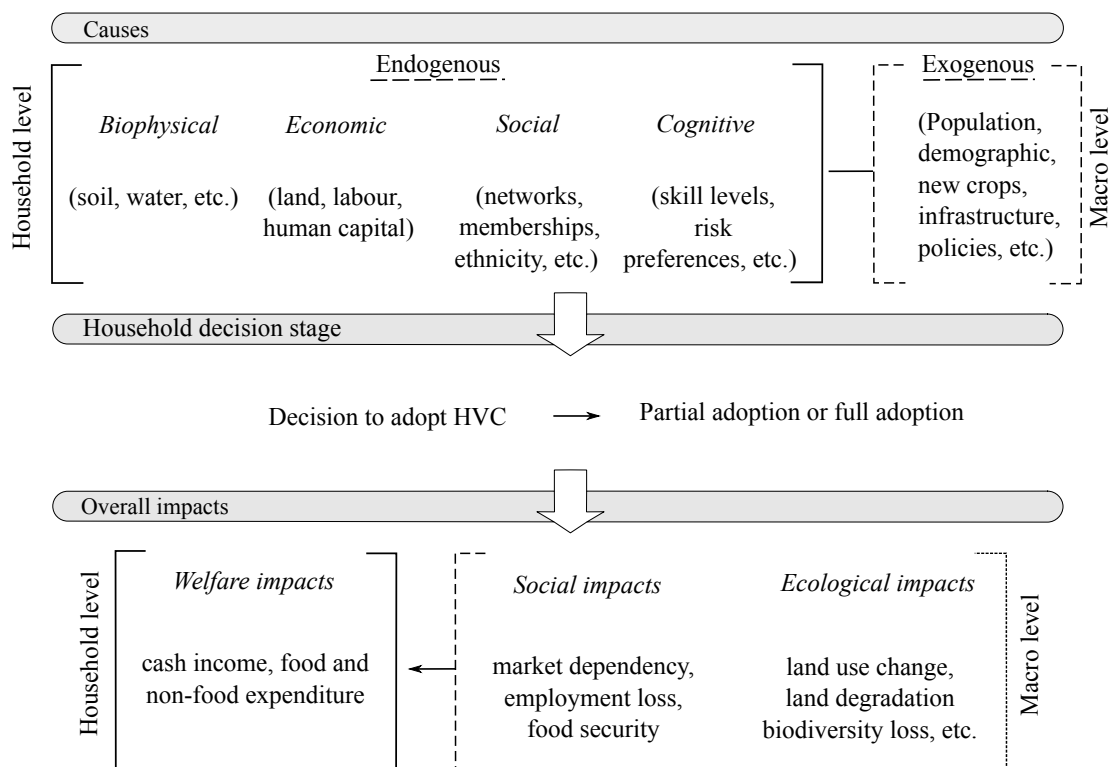 Causes
Household level
Endogenous
Biophysical
(soil, water, etc.)
Economic
(land, labour,
human capital)
Social
(networks,
memberships,
ethnicity, etc.)
Cognitive
(skill levels,
risk
preferences, etc.)
Exogenous
(Population,
demographic,
new crops,
infrastructure,
policies, etc.)
Macro level
Household decision stage
Decision to adopt HVC
Partial adoption or full adoption
Overall impacts
Household level
Welfare impacts
cash income, food and
non-food expenditure
Social impacts
market dependency,
employment loss,
food security
Ecological impacts
land use change,
land degradation
biodiversity loss, etc.
Macro level